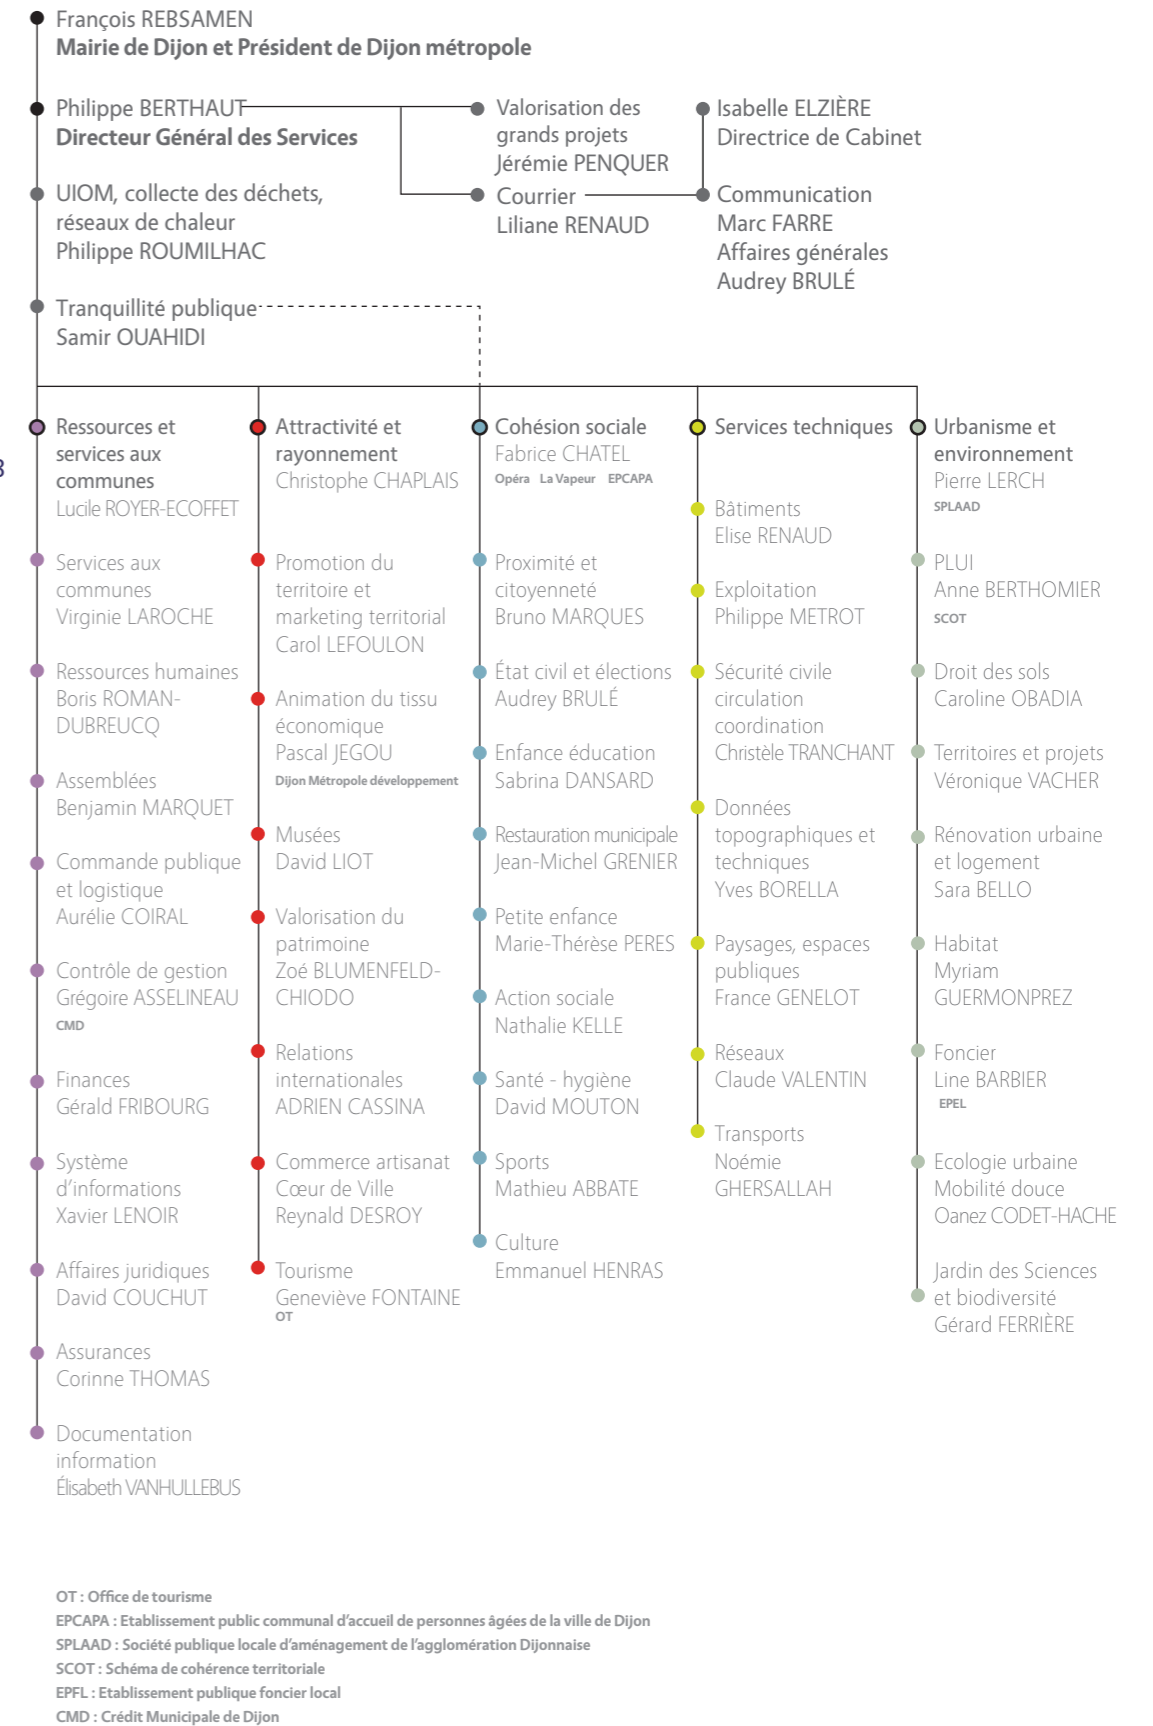 François REBSAMEN
Mairie de Dijon et Président de Dijon métropole
Philippe BERTHAUT
Directeur Général des Services
Valorisation des
grands projets
Jérémie PENQUER
Courrier
Liliane RENAUD
Isabelle ELZIÈRE
Directrice de Cabinet
Communication
Marc FARRE
Affaires générales
Audrey BRULÉ
UIOM, collecte des déchets,
réseaux de chaleur
Philippe ROUMILHAC
Tranquillité publique
Samir OUAHIDI
8
Ressources et
services aux
communes
Lucile ROYER-ECOFFET
Services aux
communes
Virginie LAROCHE
Ressources humaines
Boris ROMAN-
DUBREUCQ
Assemblées
Benjamin MARQUET
Commande publique
et logistique
Aurélie COIRAL
Contrôle de gestion
Grégoire ASSELINEAU
CMD
Finances
Gérald FRIBOURG
Système
d'informations
Xavier LENOIR
Affaires juridiques
David COUCHUT
Assurances
Corinne THOMAS
Documentation
information
Élisabeth VANHULLEBUS
Attractivité et
rayonnement
Christophe CHAPLAIS
Promotion du
territoire et
marketing territorial
Carol LEFOULON
Animation du tissu
économique
Pascal JEGOU
Dijon Métropole développement
Musées
David LIOT
Valorisation du
patrimoine
Zoé BLUMENFELD-
CHIODO
Relations
internationales
ADRIEN CASSINA
Commerce artisanat
Cœur de Ville
Reynald DESROY
Tourisme
Geneviève FONTAINE
OT
Cohésion sociale
Fabrice CHATEL
Opéra La Vapeur EPCAPA
Proximité et
citoyenneté
Bruno MARQUES
État civil et élections
Audrey BRULÉ
Enfance éducation
Sabrina DANSARD
Restauration municipale
Jean-Michel GRENIER
Petite enfance
Marie-Thérèse PERES
Action sociale
Nathalie KELLE
Santé - hygiène
David MOUTON
Sports
Mathieu ABBATE
Culture
Emmanuel HENRAS
Services techniques
Bâtiments
Elise RENAUD
Exploitation
Philippe METROT
Sécurité civile
circulation
coordination
Christèle TRANCHANT
Données
topographiques et
techniques
Yves BORELLA
Paysages, espaces
publiques
France GENELOT
Réseaux
Claude VALENTIN
Transports
Noémie
GHERSALLAH
Urbanisme et
environnement
Pierre LERCH
SPLAAD
PLUI
Anne BERTHOMIER
SCOT
Droit des sols
Caroline OBADIA
Territoires et projets
Véronique VACHER
Rénovation urbaine
et logement
Sara BELLO
Habitat
Myriam
GUERMONPREZ
Foncier
Line BARBIER
EPEL
Ecologie urbaine
Mobilité douce
Oanez CODET-HACHE
Jardin des Sciences
et biodiversité
Gérard FERRIÈRE
OT : Office de tourisme
EPCAPA : Etablissement public communal d'accueil de personnes âgées de la ville de Dijon
SPLAAD : Société publique locale d'aménagement de l'agglomération Dijonnaise
SCOT : Schéma de cohérence territoriale
EPFL : Etablissement publique foncier local
CMD : Crédit Municipale de Dijon